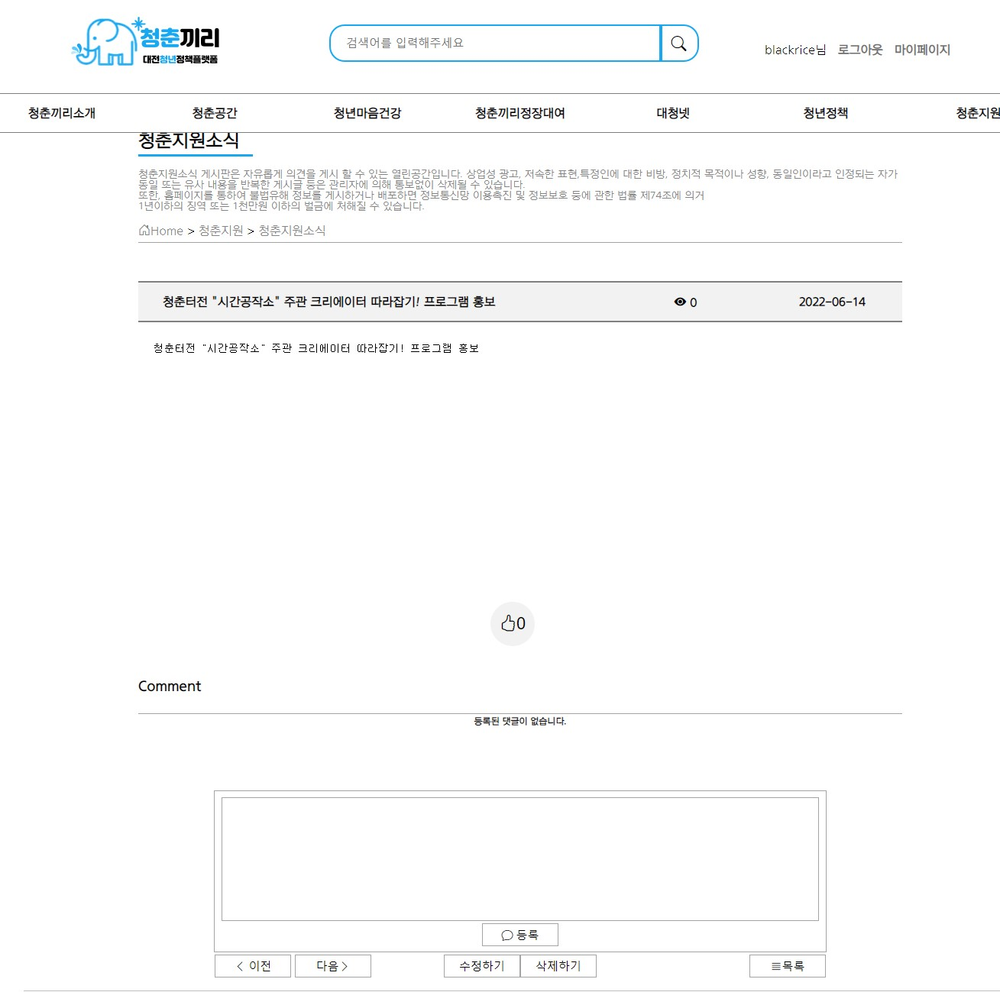 청춘끼리
대전청년정책플랫폼
검색어를 입력해주세요
blackrice님 로그아웃 마이페이지
청춘끼리소개 청춘공간 청년마음건강 청춘끼리정장대여 대청넷 청년정책 청춘지원
청춘지원소식
청춘지원소식 게시판은 자유롭게 의견을 게시 할 수 있는 열린공간입니다. 상업성 광고, 저속한 표현,특정인에 대한 비방, 정치적 목적이나 성향, 동일인이라고 인정되는 자가
동일 또는 유사 내용을 반복한 게시글 등은 관리자에 의해 통보없이 삭제될 수 있습니다.
또한, 홈페이지를 통하여 불법유해 정보를 게시하거나 배포하면 정보통신망 이용촉진 및 정보보호 등에 관한 법률 제74조에 의거
1년이하의 징역 또는 1천만원 이하의 벌금에 처해질 수 있습니다.
Home > 청춘지원 > 청춘지원소식
청춘터전 "시간공작소" 주관 크리에이터 따라잡기! 프로그램 홍보 0 2022-06-14
청춘터전 "시간공작소" 주관 크리에이터 따라잡기! 프로그램 홍보
0
Comment
등록된 댓글이 없습니다.
등록
이전 다음 수정하기 삭제하기 목록